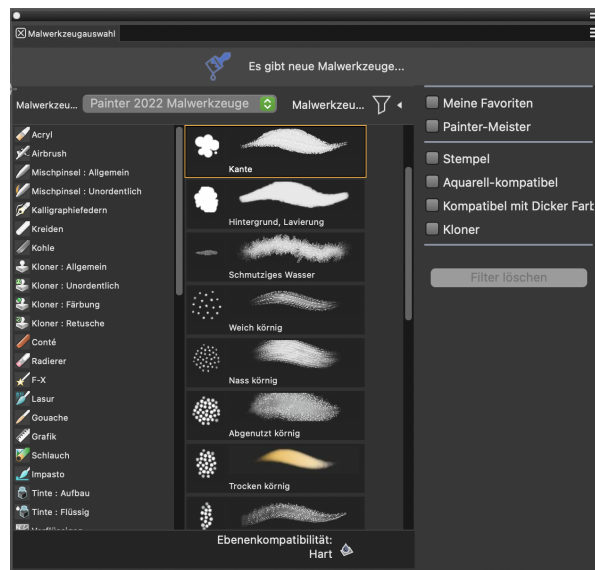 Malwerkzeugauswahl
Es gibt neue Malwerkzeuge...
Malwerkzeu... Painter 2022 Malwerkzeuge Malwerkzeu...
Acryl
Airbrush
Mischpinsel : Allgemein
Mischpinsel : Unordentlich
Kalligraphiefedern
Kreiden
Kohle
Kloner : Allgemein
Kloner : Unordentlich
Kloner : Färbung
Kloner : Retusche
Conté
Radierer
F-X
Lasur
Gouache
Grafik
Schlauch
Impasto
Tinte : Aufbau
Tinte : Flüssig
Kante
Hintergrund, Lavierung
Schmutziges Wasser
Weich körnig
Nass körnig
Abgenutzt körnig
Trocken körnig
Meine Favoriten
Painter-Meister
Stempel
Aquarell-kompatibel
Kompatibel mit Dicker Farb
Kloner
Filter löschen
Ebenenkompatibilität:
Hart